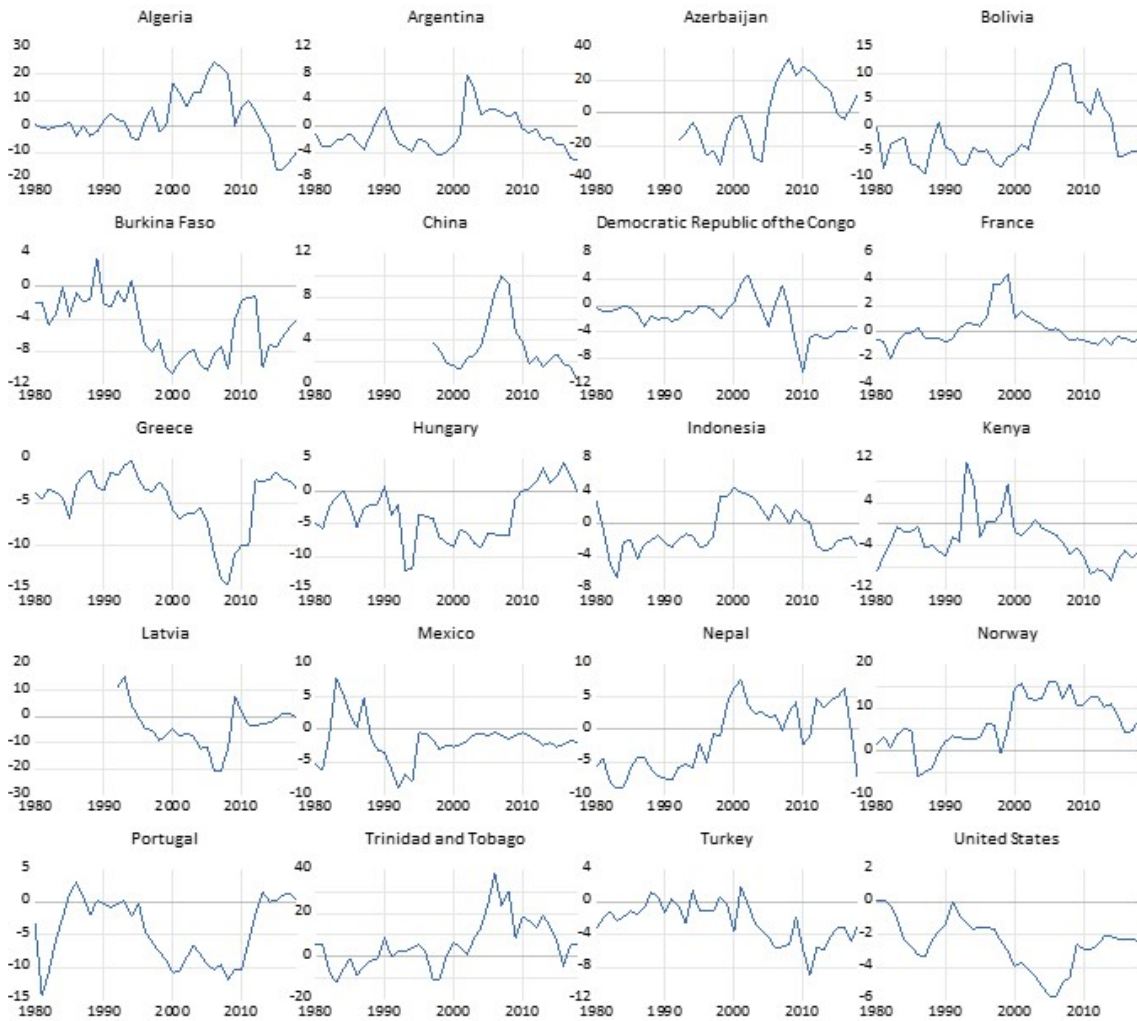 Algeria
30
20
10
0
-10
-20
1980 1990 2000 2010
Argentina
12
8
4
0
-4
-8
1980 1990 2000 2010
Azerbaijan
40
20
0
-20
-40
1980 1990 2000 2010
Bolivia
15
10
5
0
-5
-10
1980 1990 2000 2010
Burkina Faso
4
0
-4
-8
-12
1980 1990 2000 2010
China
12
8
4
0
1980 1990 2000 2010
Democratic Republic of the Congo
8
4
0
-4
-8
-12
1980 1990 2000 2010
France
6
4
2
0
-2
-4
1980 1990 2000 2010
Greece
0
-5
-10
-15
1980 1990 2000 2010
Hungary
5
0
-5
-10
-15
1980 1990 2000 2010
Indonesia
8
4
0
-4
-8
1980 1990 2000 2010
Kenya
12
4
-4
-12
1980 1990 2000 2010
Latvia
20
10
0
-10
-20
-30
1980 1990 2000 2010
Mexico
10
5
0
-5
-10
1980 1990 2000 2010
Nepal
10
5
0
-5
-10
1980 1990 2000 2010
Norway
20
10
0
-10
1980 1990 2000 2010
Portugal
5
0
-5
-10
-15
1980 1990 2000 2010
Trinidad and Tobago
40
20
0
-20
1980 1990 2000 2010
Turkey
4
0
-4
-8
-12
1980 1990 2000 2010
United States
2
0
-2
-4
-6
1980 1990 2000 2010